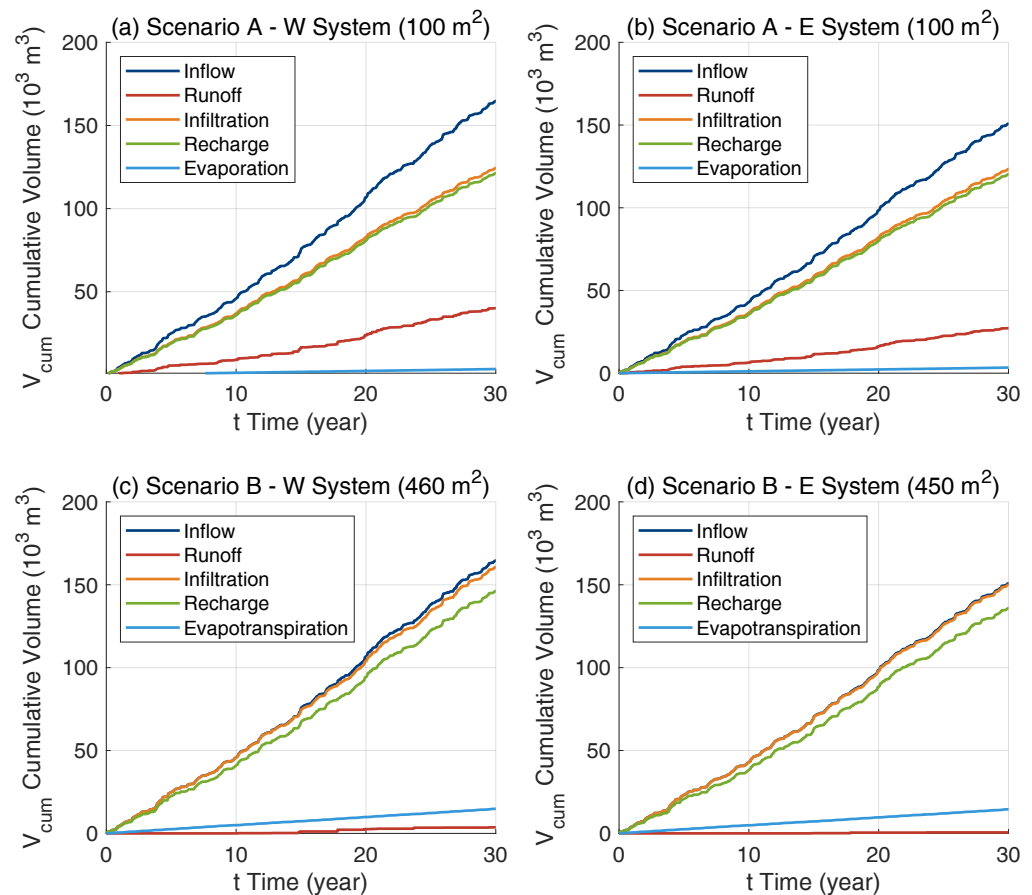 (a) Scenario A - W System (100 m²)
200
150
100
50
V_cum Cumulative Volume (10³ m³)
Inflow
Runoff
Infiltration
Recharge
Evaporation
0 10 20 30
t Time (year)
(b) Scenario A - E System (100 m²)
200
150
100
50
0
V_cum Cumulative Volume (10³ m³)
Inflow
Runoff
Infiltration
Recharge
Evaporation
0 10 20 30
t Time (year)
(c) Scenario B - W System (460 m²)
200
150
100
50
0
V_cum Cumulative Volume (10³ m³)
Inflow
Runoff
Infiltration
Recharge
Evapotranspiration
0 10 20 30
t Time (year)
(d) Scenario B - E System (450 m²)
200
150
100
50
0
V_cum Cumulative Volume (10³ m³)
Inflow
Runoff
Infiltration
Recharge
Evapotranspiration
0 10 20 30
t Time (year)